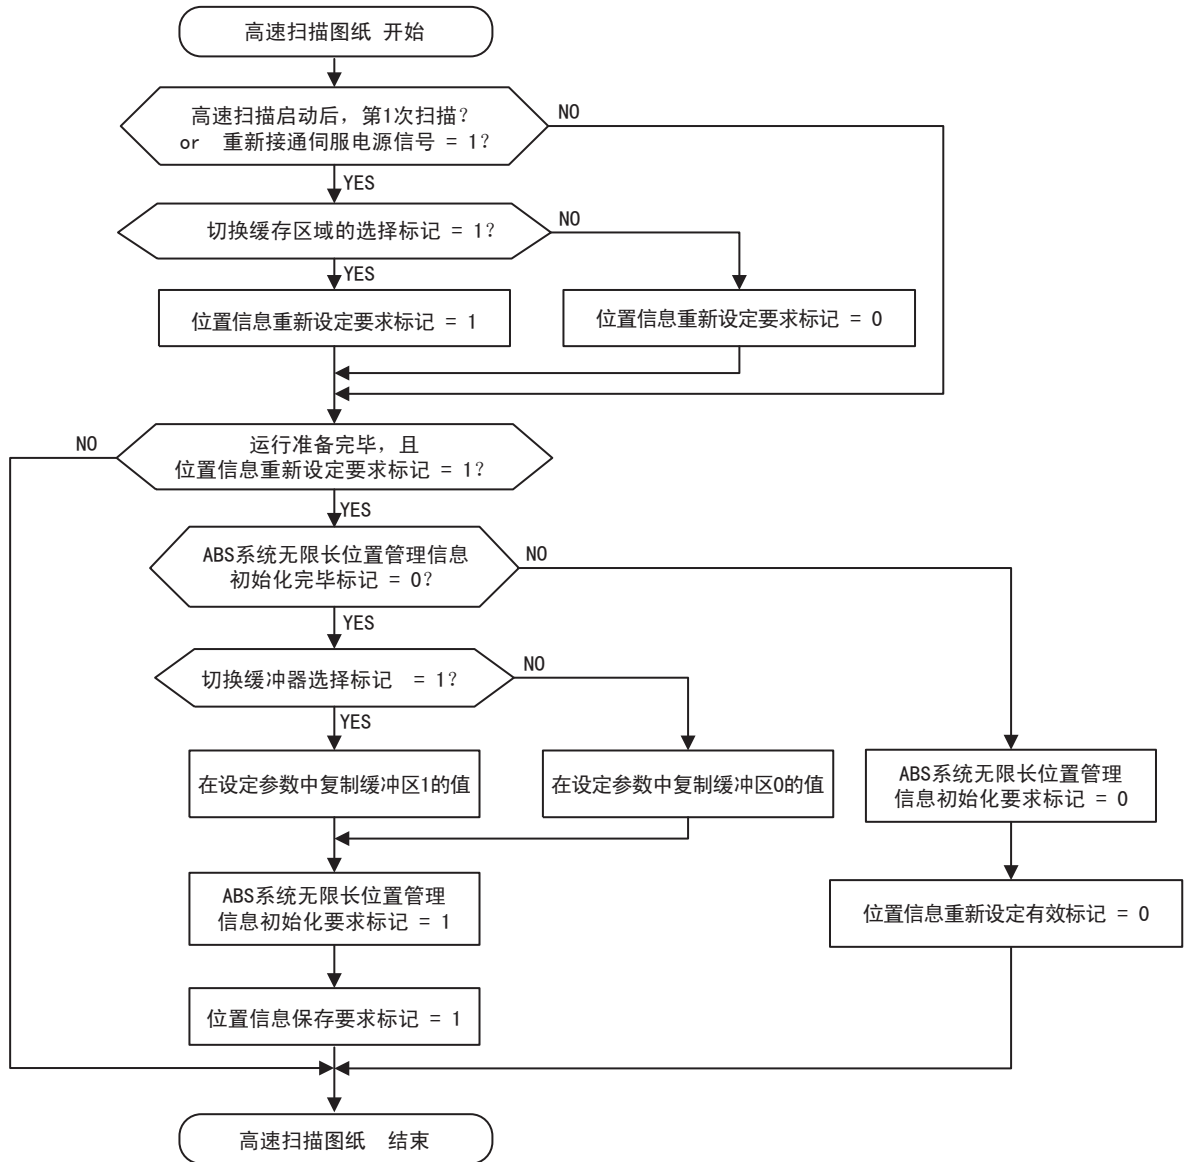 高速扫描图纸 开始
高速扫描启动后，第1次扫描？
or 重新接通伺服电源信号 = 1？
NO
YES
切换缓存区域的选择标记 = 1？
NO
YES
位置信息重新设定要求标记 = 1
位置信息重新设定要求标记 = 0
运行准备完毕，且
位置信息重新设定要求标记 = 1？
NO
YES
ABS系统无限长位置管理信息
初始化完毕标记 = 0？
NO
YES
切换缓冲器选择标记 = 1？
NO
YES
在设定参数中复制缓冲区1的值
在设定参数中复制缓冲区0的值
ABS系统无限长位置管理
信息初始化要求标记 = 0
ABS系统无限长位置管理
信息初始化要求标记 = 1
位置信息重新设定有效标记 = 0
位置信息保存要求标记 = 1
高速扫描图纸 结束